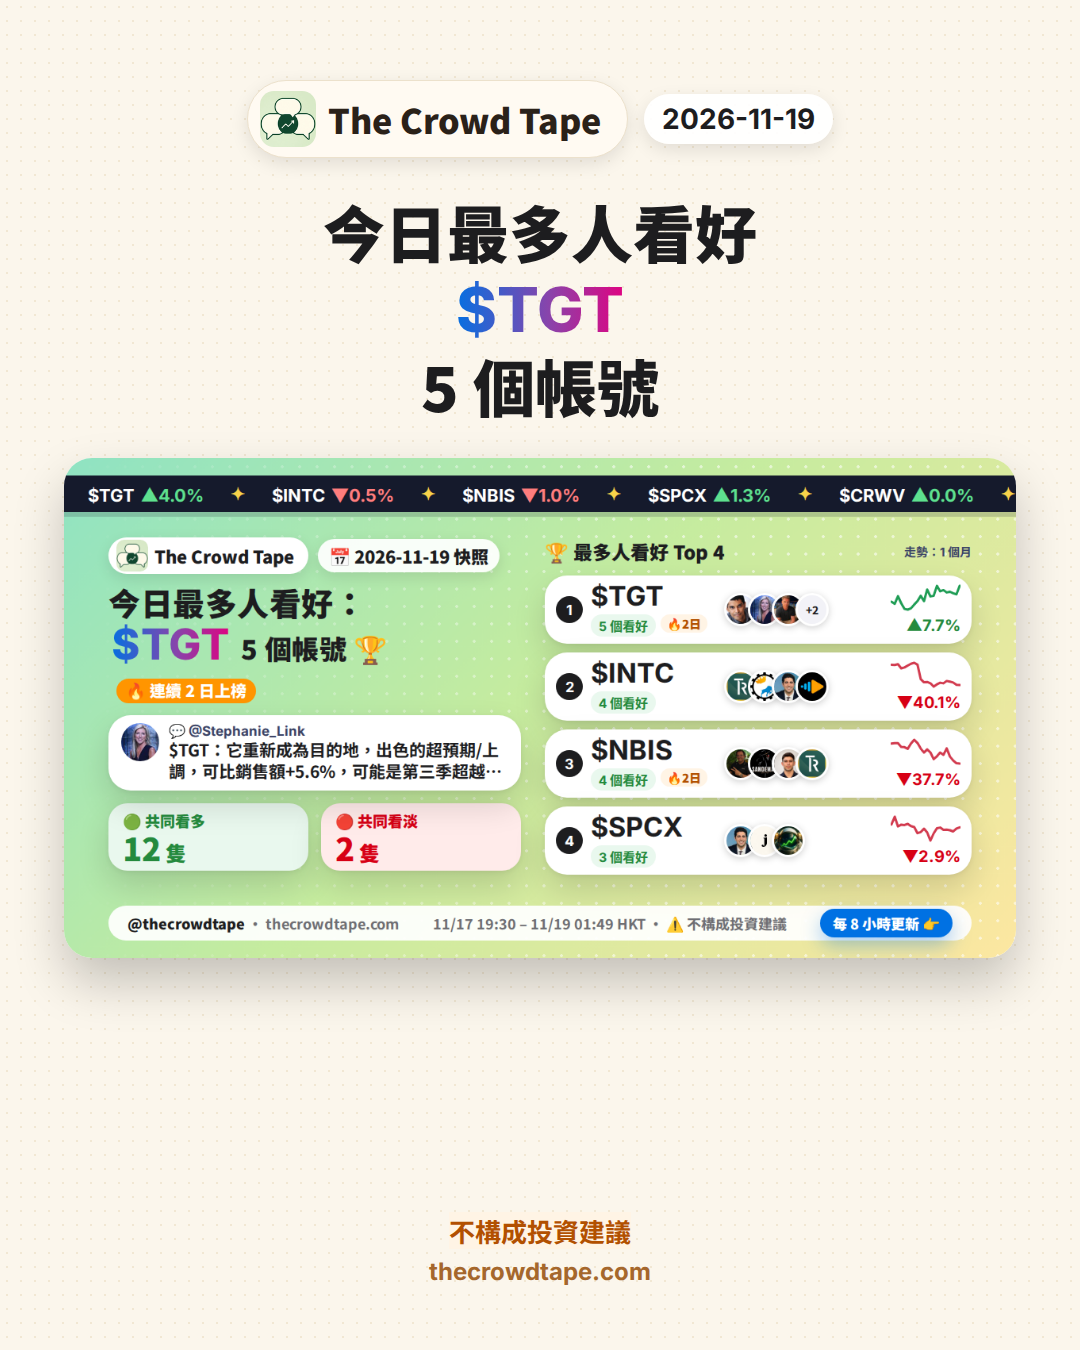 The Crowd Tape
2026-11-19
今日最多人看好
$TGT
5 個帳號
$TGT ▲4.0% ✦ $INTC ▼0.5% ✦ $NBIS ▼1.0% ✦ $SPCX ▲1.3% ✦ $CRWV ▲0.0% ✦
The Crowd Tape
📅 2026-11-19 快照
今日最多人看好：
$TGT 5 個帳號 🏆
🔥 連續 2 日上榜
💬 @Stephanie_Link
$TGT：它重新成為目的地，出色的超預期/上
調，可比銷售額+5.6%，可能是第三季超越…
🟢 共同看多
12 隻
🔴 共同看淡
2 隻
🏆 最多人看好 Top 4
走勢：1個月
1
$TGT
5 個看好 🔥2日
+2
▲7.7%
2
$INTC
4 個看好
TR
▼40.1%
3
$NBIS
4 個看好 🔥2日
TR
▼37.7%
4
$SPCX
3 個看好
j
▼2.9%
@thecrowdtape • thecrowdtape.com
11/17 19:30 – 11/19 01:49 HKT • ⚠️ 不構成投資建議
每 8 小時更新 👉
不構成投資建議
thecrowdtape.com